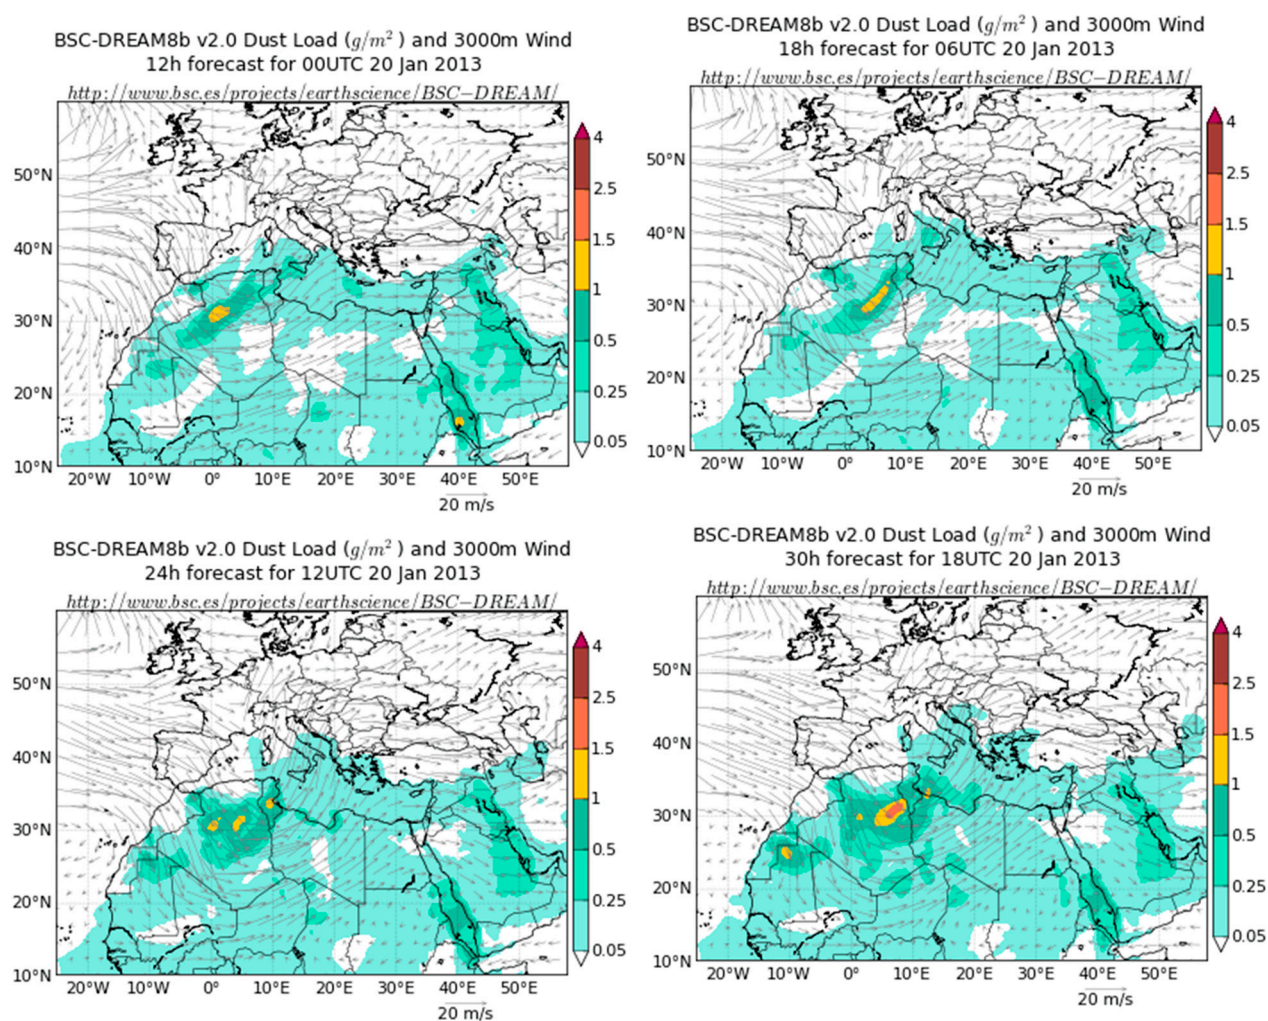 BSC-DREAM8b v2.0 Dust Load (g/m² ) and 3000m Wind
12h forecast for 00UTC 20 Jan 2013
http://www.bsc.es/projects/earthscience/BSC−DREAM/
50°N
40°N
30°N
20°N
10°N
20°W 10°W 0° 10°E 20°E 30°E 40°E 50°E
20 m/s
4
2.5
1.5
1
0.5
0.25
0.05
BSC-DREAM8b v2.0 Dust Load (g/m² ) and 3000m Wind
18h forecast for 06UTC 20 Jan 2013
http://www.bsc.es/projects/earthscience/BSC−DREAM/
50°N
40°N
30°N
20°N
10°N
20°W 10°W 0° 10°E 20°E 30°E 40°E 50°E
20 m/s
4
2.5
1.5
1
0.5
0.25
0.05
BSC-DREAM8b v2.0 Dust Load (g/m² ) and 3000m Wind
24h forecast for 12UTC 20 Jan 2013
http://www.bsc.es/projects/earthscience/BSC−DREAM/
50°N
40°N
30°N
20°N
10°N
20°W 10°W 0° 10°E 20°E 30°E 40°E 50°E
20 m/s
4
2.5
1.5
1
0.5
0.25
0.05
BSC-DREAM8b v2.0 Dust Load (g/m² ) and 3000m Wind
30h forecast for 18UTC 20 Jan 2013
http://www.bsc.es/projects/earthscience/BSC−DREAM/
50°N
40°N
30°N
20°N
10°N
20°W 10°W 0° 10°E 20°E 30°E 40°E 50°E
20 m/s
4
2.5
1.5
1
0.5
0.25
0.05